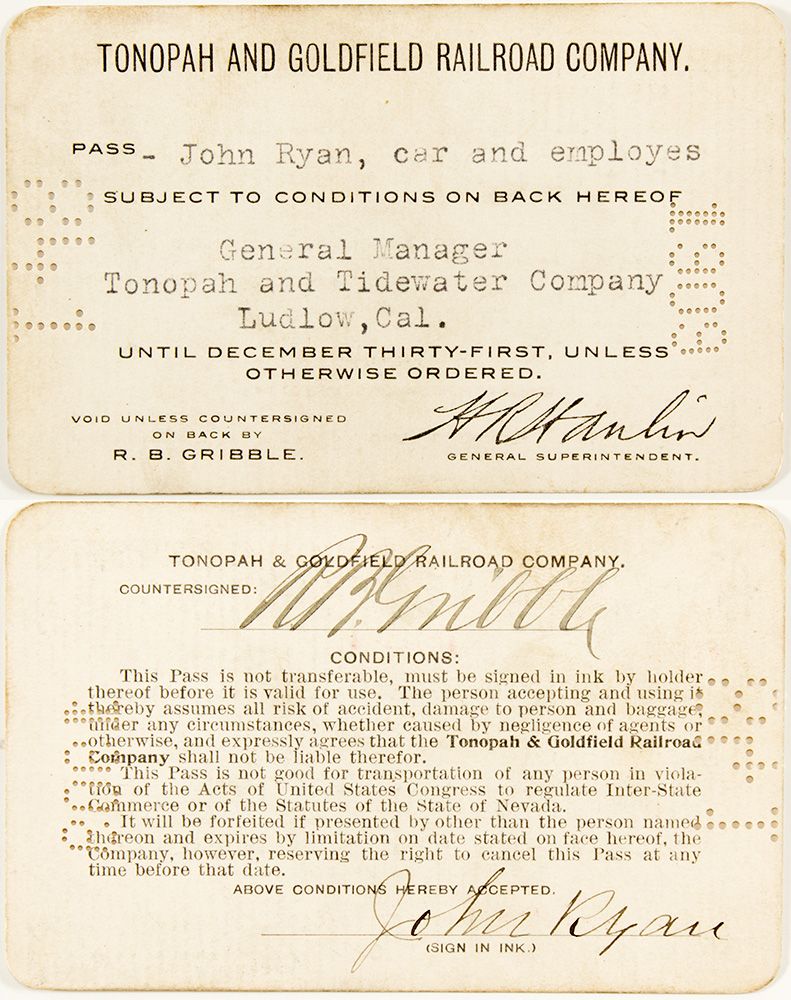 TONOPAH AND GOLDFIELD RAILROAD COMPANY.
PASS - John Ryan, car and employes
SUBJECT TO CONDITIONS ON BACK HEREOF
General Manager
Tonopah and Tidewater Company
Ludlow, Cal.
UNTIL DECEMBER THIRTY-FIRST, UNLESS
OTHERWISE ORDERED.
VOID UNLESS COUNTERSIGNED
ON BACK BY
R. B. GRIBBLE.
H R Hanlin
GENERAL SUPERINTENDENT.
TONOPAH & GOLDFIELD RAILROAD COMPANY.
COUNTERSIGNED: R B. Gribble
CONDITIONS:
This Pass is not transferable, must be signed in ink by holder
thereof before it is valid for use. The person accepting and using it
thereby assumes all risk of accident, damage to person and baggage,
under any circumstances, whether caused by negligence of agents or
otherwise, and expressly agrees that the Tonopah & Goldfield Railroad
Company shall not be liable therefor.
This Pass is not good for transportation of any person in viola-
tion of the Acts of United States Congress to regulate Inter-State
Commerce or of the Statutes of the State of Nevada.
It will be forfeited if presented by other than the person named
thereon and expires by limitation on date stated on face hereof, the
Company, however, reserving the right to cancel this Pass at any
time before that date.
ABOVE CONDITIONS HEREBY ACCEPTED.
John Ryan
(SIGN IN INK.)